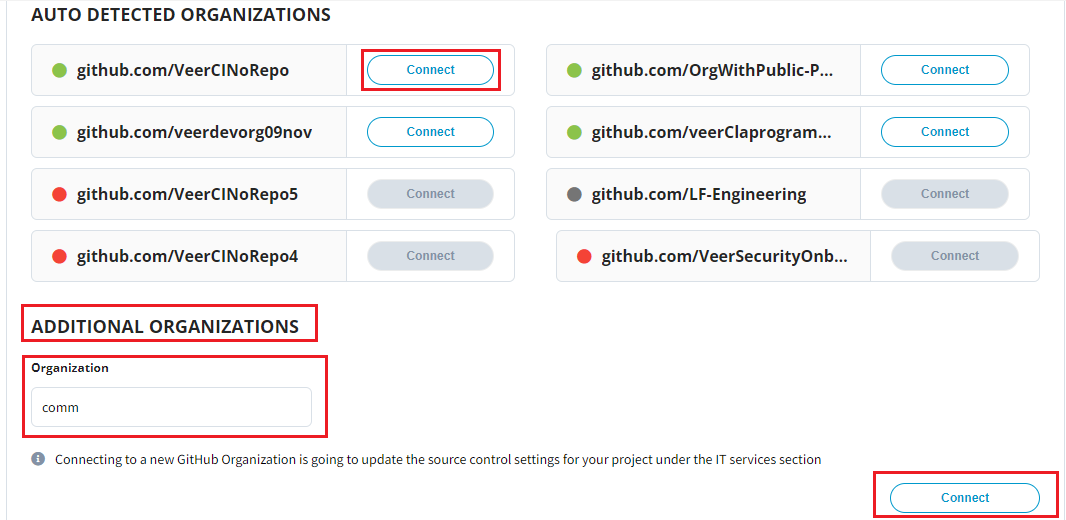 AUTO DETECTED ORGANIZATIONS
github.com/VeerCINoRepo Connect github.com/OrgWithPublic-P... Connect
github.com/veerdevorg09nov Connect github.com/veerClaprogram... Connect
github.com/VeerCINoRepo5 Connect github.com/LF-Engineering Connect
github.com/VeerCINoRepo4 Connect github.com/VeerSecurityOnb... Connect
ADDITIONAL ORGANIZATIONS
Organization
comm
Connecting to a new GitHub Organization is going to update the source control settings for your project under the IT services section
Connect